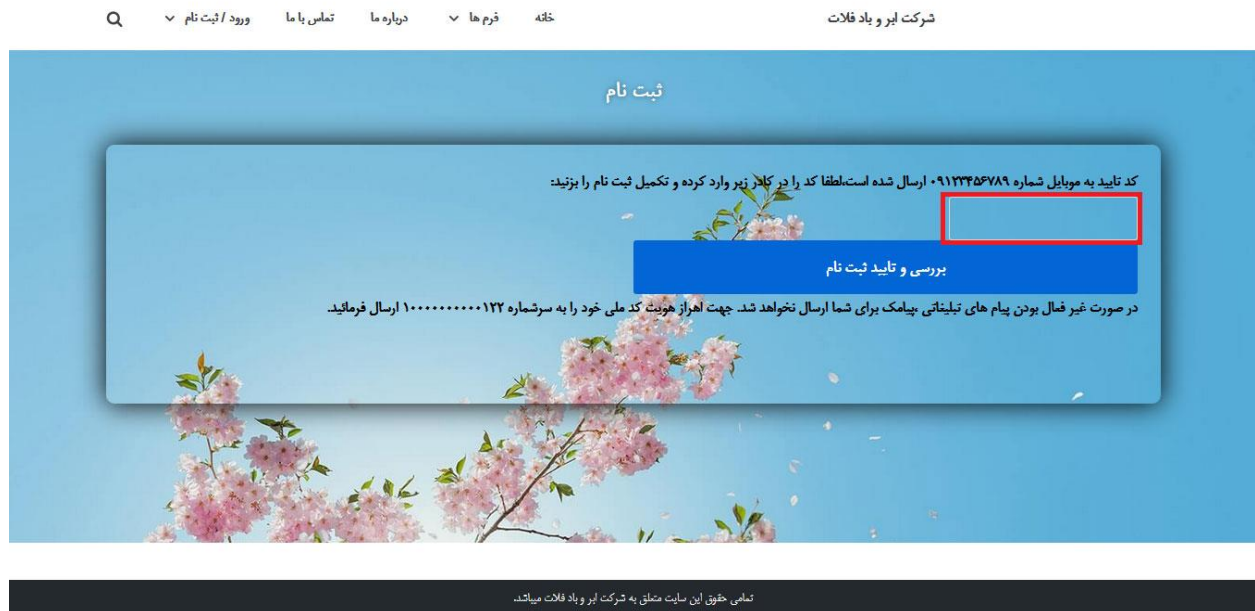 شرکت ابر و باد فلات
خانه فرم ها درباره ما تماس با ما ورود / ثبت نام
ثبت نام
کد تایید به موبایل شماره ۰۹۱۲۳۴۵۶۷۸۹ ارسال شده است،لطفا کد را در کادر زیر وارد کرده و تکمیل ثبت نام را بزنید:
بررسی و تایید ثبت نام
در صورت غیر فعال بودن پیام های تبلیغاتی ،پیامک برای شما ارسال نخواهد شد. جهت اهراز هویت کد ملی خود را به سرشماره ۱۰۰۰۰۰۰۰۰۰۰۱۲۲ ارسال فرمائید.
تمامی حقوق این سایت متعلق به شرکت ابر و باد فلات میباشد.